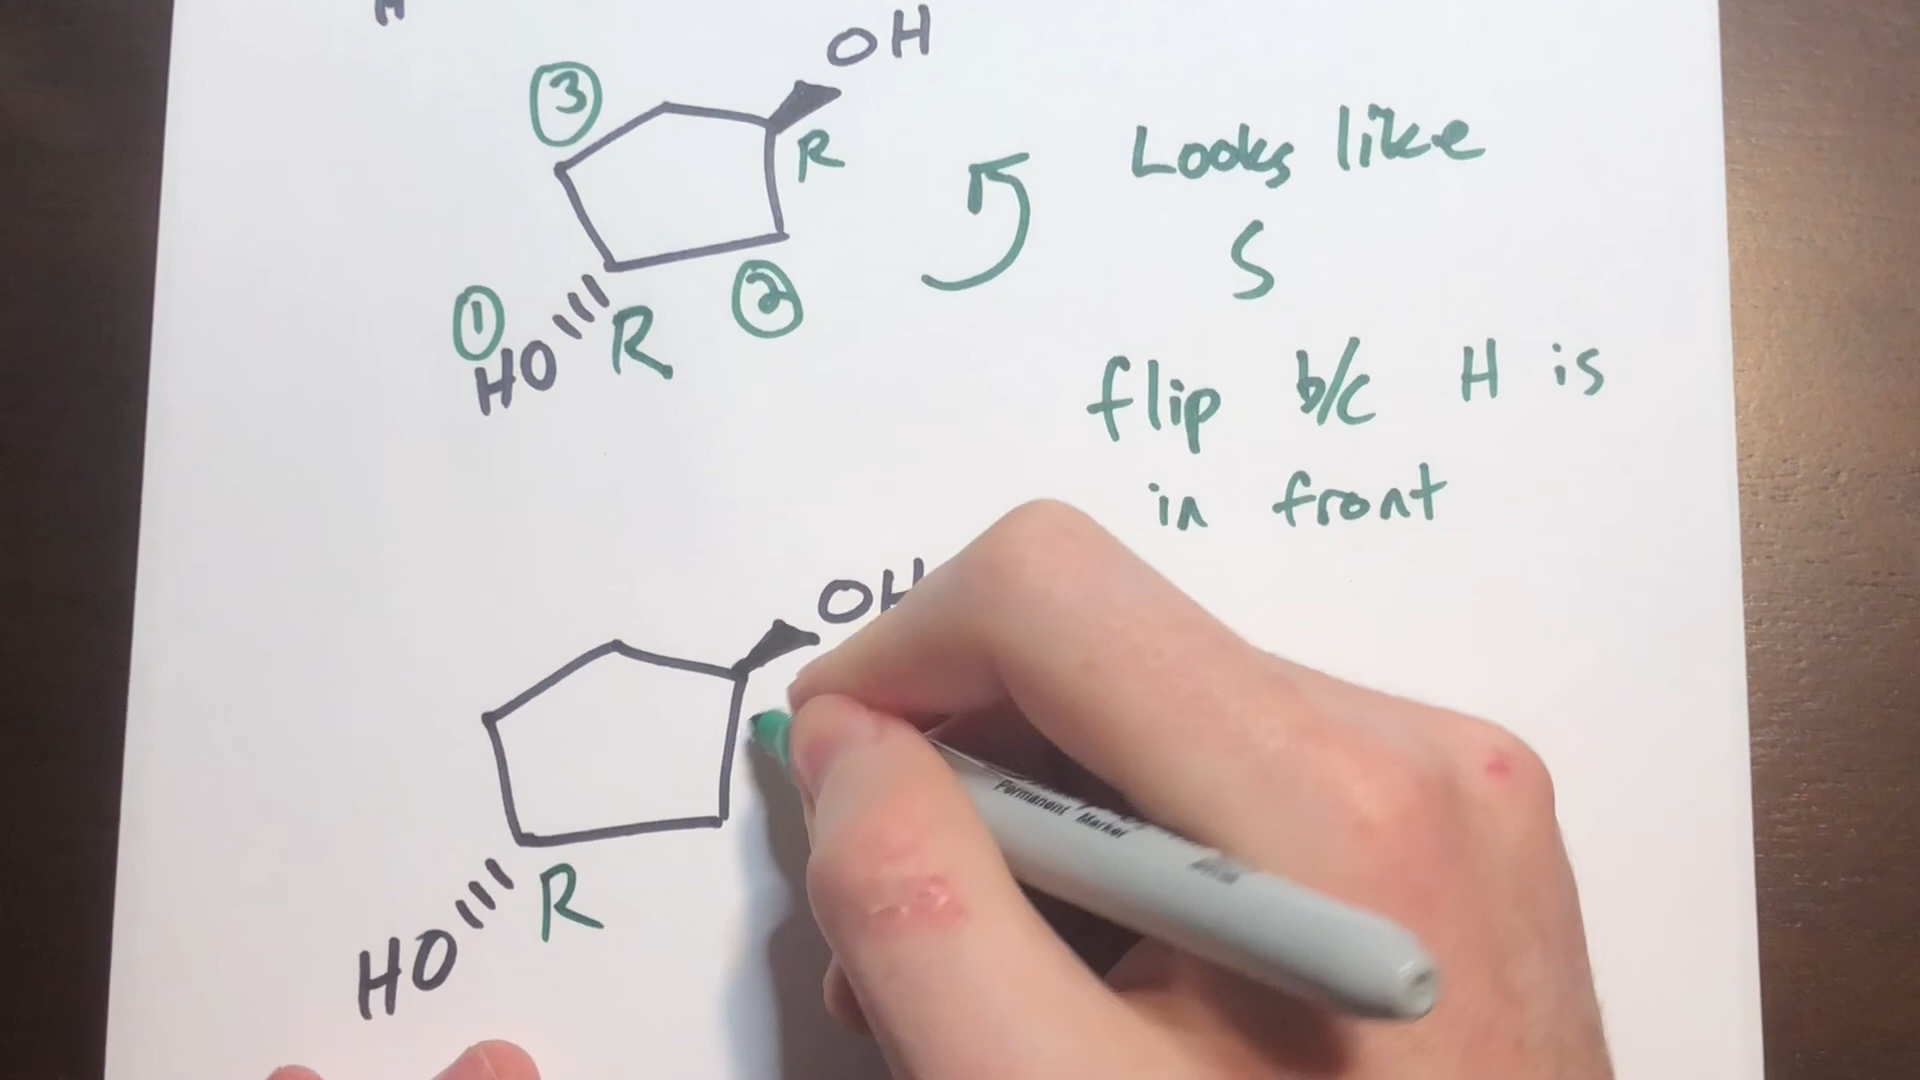 H
OH
3
R
Looks like
S
1
HO
R
2
flip b/c H is
in front
OH
Permanent Marker
R
HO